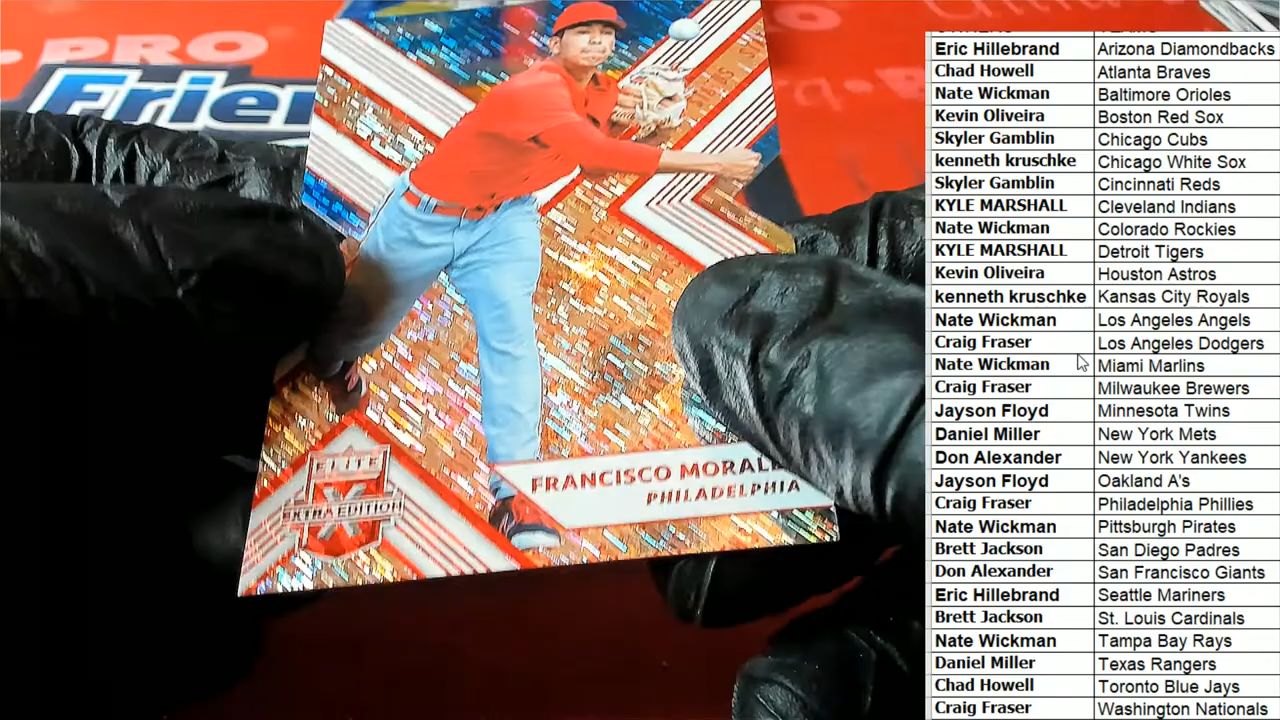 PRO
Frien
FRANCISCO MORALE
PHILADELPHIA
ELITE
X
EXTRA EDITION
Eric Hillebrand Arizona Diamondbacks
Chad Howell Atlanta Braves
Nate Wickman Baltimore Orioles
Kevin Oliveira Boston Red Sox
Skyler Gamblin Chicago Cubs
kenneth kruschke Chicago White Sox
Skyler Gamblin Cincinnati Reds
KYLE MARSHALL Cleveland Indians
Nate Wickman Colorado Rockies
KYLE MARSHALL Detroit Tigers
Kevin Oliveira Houston Astros
kenneth kruschke Kansas City Royals
Nate Wickman Los Angeles Angels
Craig Fraser Los Angeles Dodgers
Nate Wickman Miami Marlins
Craig Fraser Milwaukee Brewers
Jayson Floyd Minnesota Twins
Daniel Miller New York Mets
Don Alexander New York Yankees
Jayson Floyd Oakland A's
Craig Fraser Philadelphia Phillies
Nate Wickman Pittsburgh Pirates
Brett Jackson San Diego Padres
Don Alexander San Francisco Giants
Eric Hillebrand Seattle Mariners
Brett Jackson St. Louis Cardinals
Nate Wickman Tampa Bay Rays
Daniel Miller Texas Rangers
Chad Howell Toronto Blue Jays
Craig Fraser Washington Nationals